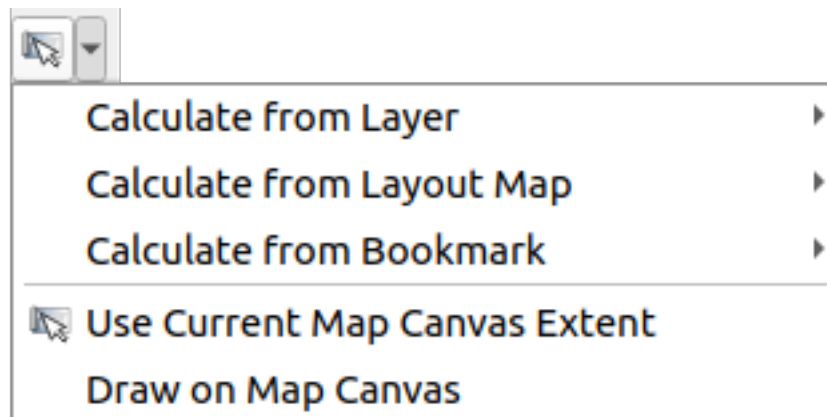 Calculate from Layer
Calculate from Layout Map
Calculate from Bookmark
Use Current Map Canvas Extent
Draw on Map Canvas